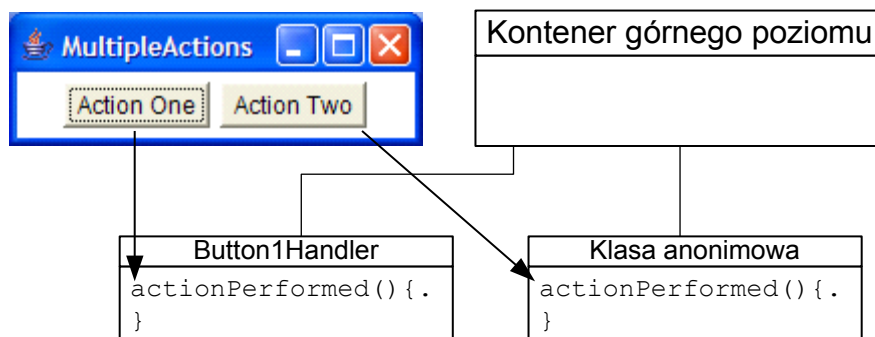 MultipleActions
Kontener górnego poziomu
Action One
Action Two
Button1Handler
Klasa anonimowa
actionPerformed(){.
}
actionPerformed(){.
}